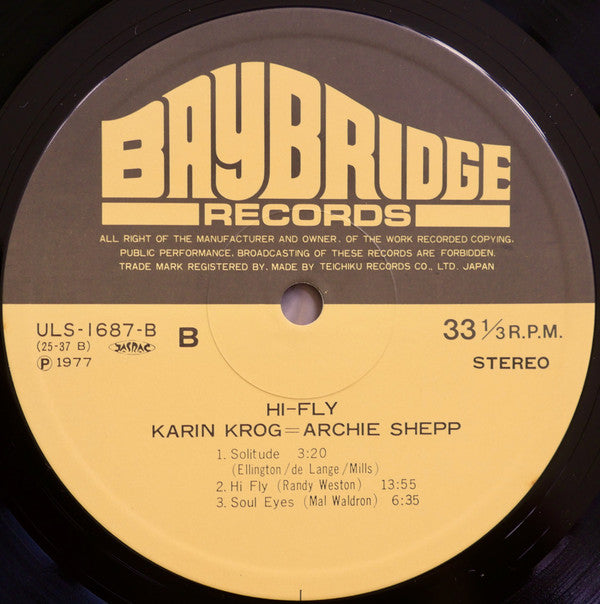 BAYBRIDGE
RECORDS
ALL RIGHT OF THE MANUFACTURER AND OWNER. OF THE WORK RECORDED COPYING.
PUBLIC PERFORMANCE. BROADCASTING OF THESE RECORDS ARE FORBIDDEN.
TRADE MARK REGISTERED BY. MADE BY TEICHIKU RECORDS CO., LTD. JAPAN
ULS-1687-B B 33 1/3 R.P.M.
(25-37 B) JASRAC
Ⓟ 1977 STEREO
HI-FLY
KARIN KROG=ARCHIE SHEPP
1. Solitude 3:20
(Ellington/de Lange/Mills)
2. Hi Fly (Randy Weston) 13:55
3. Soul Eyes (Mal Waldron) 6:35